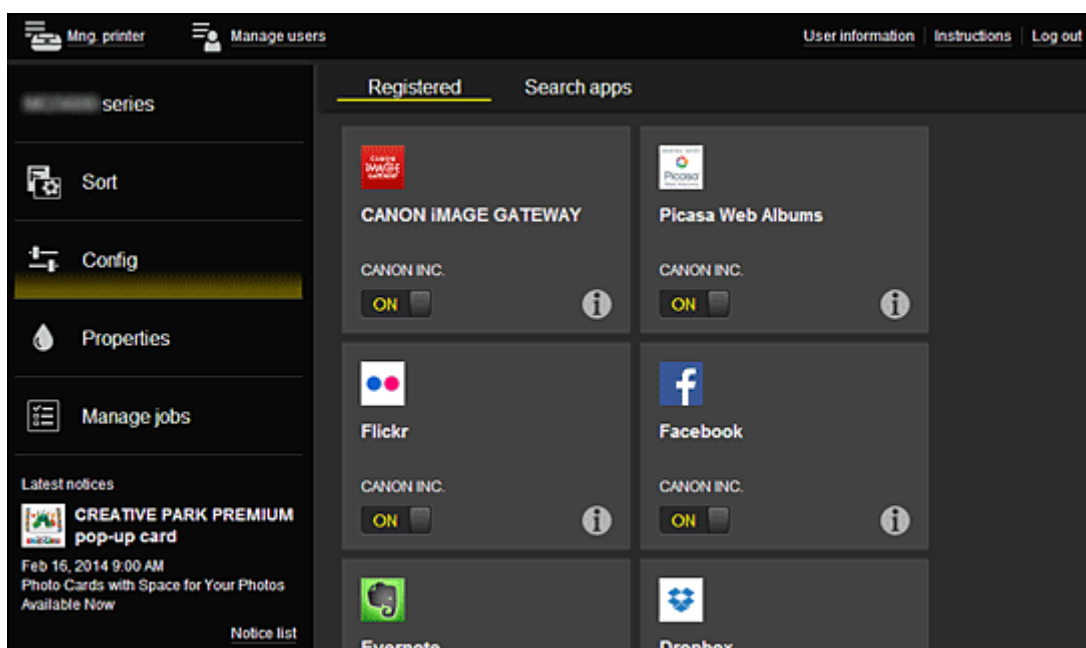 Mng. printer
Manage users
User information
Instructions
Log out
series
Sort
Config
Properties
Manage jobs
Latest notices
CREATIVE PARK PREMIUM
pop-up card
Feb 16, 2014 9:00 AM
Photo Cards with Space for Your Photos
Available Now
Notice list
Registered
Search apps
CANON iMAGE GATEWAY
CANON INC.
ON
Picasa
Picasa Web Albums
CANON INC.
ON
Flickr
CANON INC.
ON
Facebook
CANON INC.
ON
Evernote
Dropbox